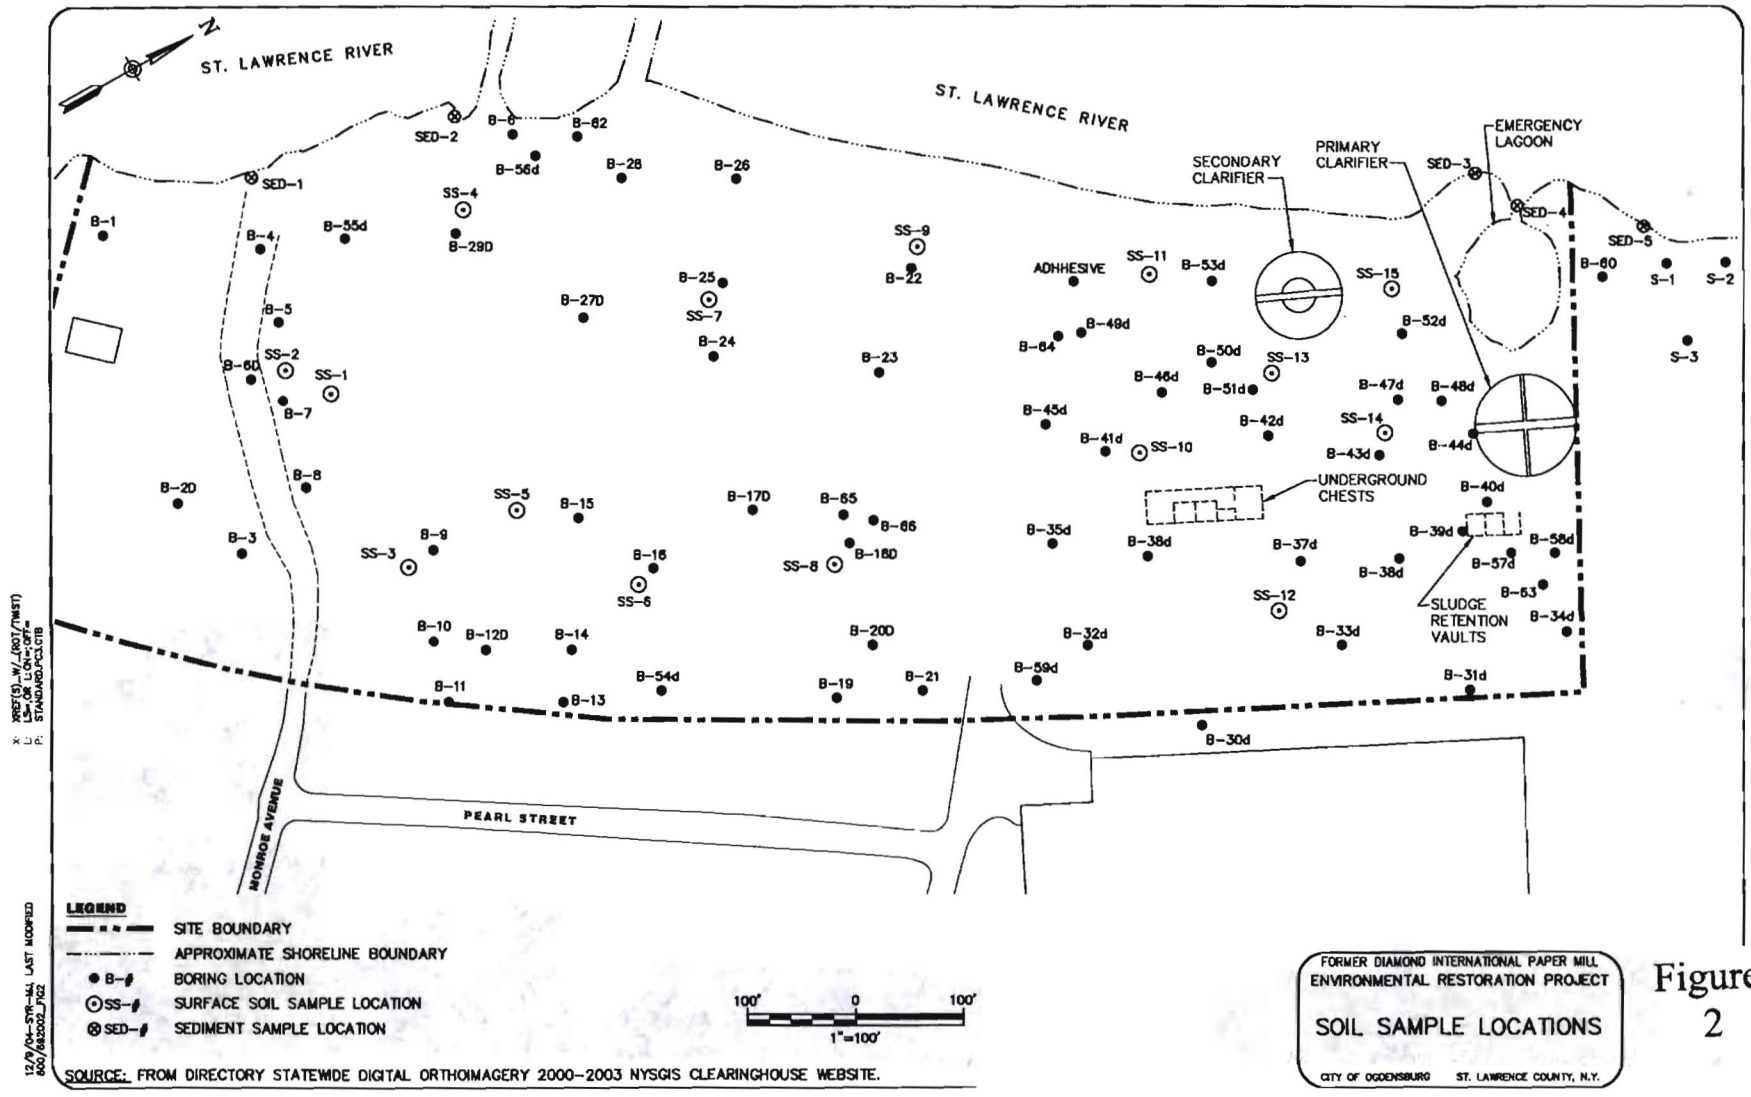 N
ST. LAWRENCE RIVER
ST. LAWRENCE RIVER
EMERGENCY
LAGOON
PRIMARY
CLARIFIER
SECONDARY
CLARIFIER
SED-2
B-6
B-62
B-56d
B-28
B-26
SED-1
SED-3
SED-4
SED-5
B-1
B-4
B-55d
SS-4
B-29D
SS-9
B-22
ADHHESIVE
SS-11
B-53d
SS-15
B-60
S-1
S-2
S-3
B-5
B-27D
B-25
SS-7
B-24
B-23
B-64
B-49d
B-50d
SS-13
B-52d
SS-2
B-6D
SS-1
B-7
B-46d
B-51d
B-47d
B-48d
B-45d
B-41d
SS-10
B-42d
SS-14
B-43d
B-44d
B-2D
B-8
SS-5
B-15
B-17D
B-65
B-66
UNDERGROUND
CHESTS
B-40d
B-3
SS-3
B-9
B-16
SS-6
SS-8
B-18D
B-35d
B-38d
B-37d
B-38d
B-39d
B-57d
B-58d
B-63
SS-12
SLUDGE
RETENTION
VAULTS
B-34d
B-10
B-12D
B-14
B-20D
B-32d
B-33d
B-11
B-13
B-54d
B-19
B-21
B-59d
B-31d
B-30d
PEARL STREET
MONROE AVENUE
LEGEND
SITE BOUNDARY
APPROXIMATE SHORELINE BOUNDARY
B-# BORING LOCATION
SS-# SURFACE SOIL SAMPLE LOCATION
SED-# SEDIMENT SAMPLE LOCATION
100' 0 100'
1"=100'
SOURCE: FROM DIRECTORY STATEWIDE DIGITAL ORTHOIMAGERY 2000-2003 NYSGIS CLEARINGHOUSE WEBSITE.
FORMER DIAMOND INTERNATIONAL PAPER MILL
ENVIRONMENTAL RESTORATION PROJECT
SOIL SAMPLE LOCATIONS
CITY OF OGDENSBURG ST. LAWRENCE COUNTY, N.Y.
Figure
2